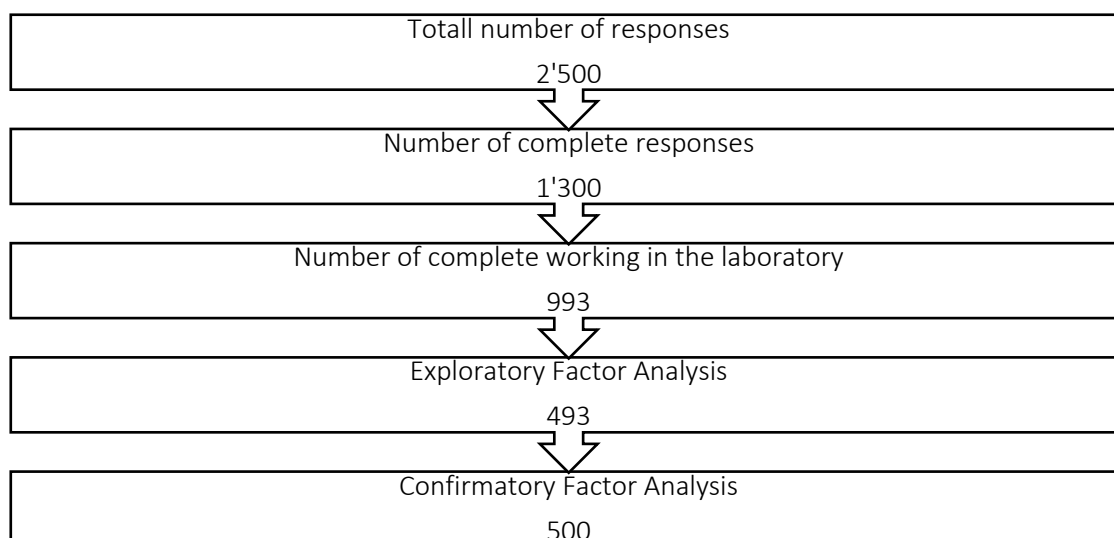 Totall number of responses
2'500
Number of complete responses
1'300
Number of complete working in the laboratory
993
Exploratory Factor Analysis
493
Confirmatory Factor Analysis
500